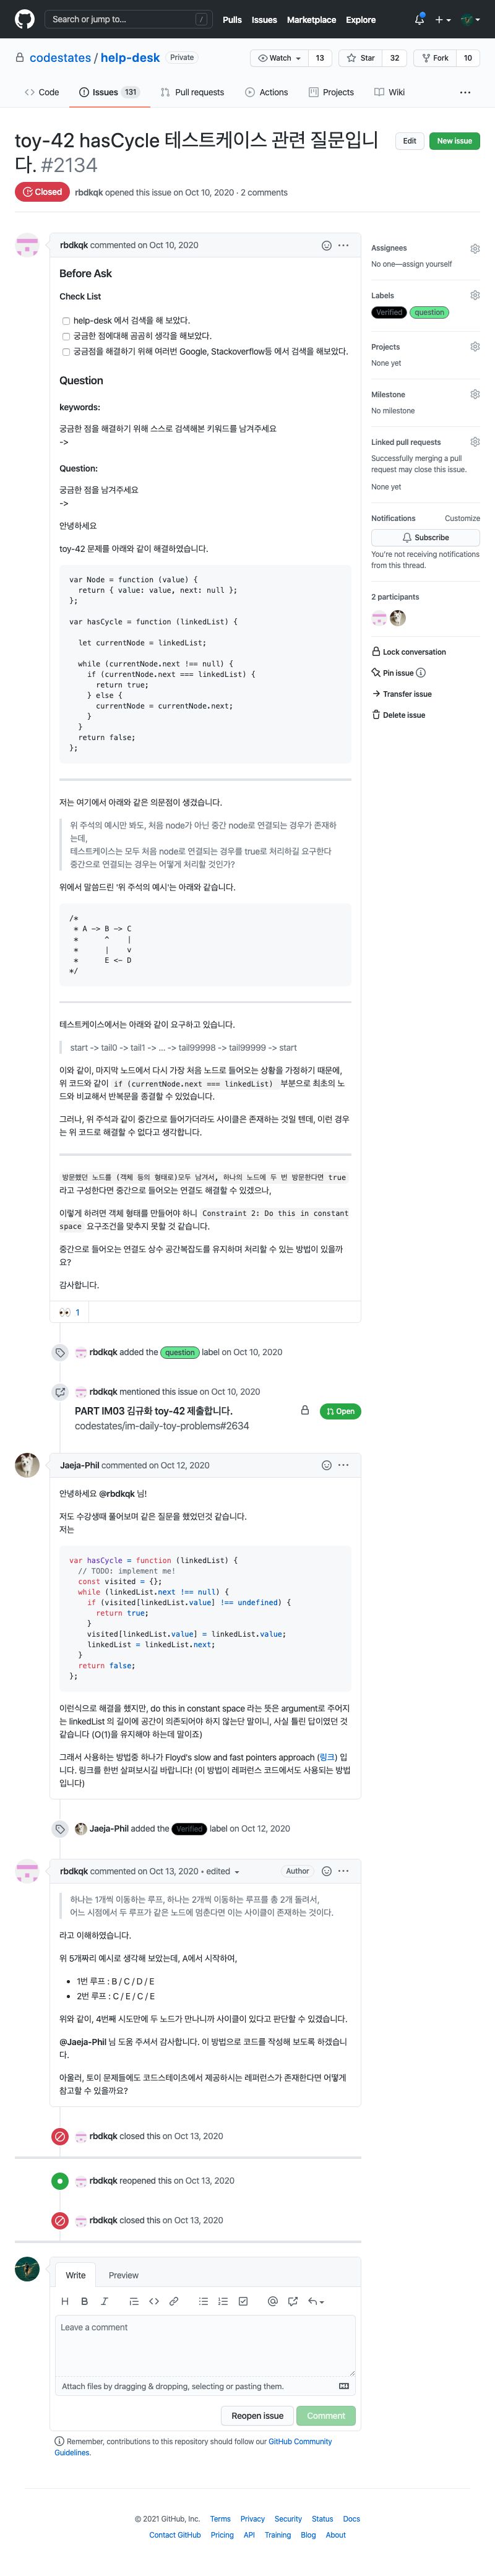 Search or jump to...
/
Pulls Issues Marketplace Explore
codestates / help-desk Private
Watch 13 Star 32 Fork 10
Code Issues 131 Pull requests Actions Projects Wiki
toy-42 hasCycle 테스트케이스 관련 질문입니
다. #2134
Edit New issue
Closed rbdkqk opened this issue on Oct 10, 2020 · 2 comments
rbdkqk commented on Oct 10, 2020
Before Ask
Check List
help-desk 에서 검색을 해 보았다.
궁금한 점에대해 곰곰히 생각을 해보았다.
궁금점을 해결하기 위해 여러번 Google, Stackoverflow등 에서 검색을 해보았다.
Question
keywords:
궁금한 점을 해결하기 위해 스스로 검색해본 키워드를 남겨주세요
->
Question:
궁금한 점을 남겨주세요
->
안녕하세요
toy-42 문제를 아래와 같이 해결하였습니다.
var Node = function (value) {
return { value: value, next: null };
};
var hasCycle = function (linkedList) {
let currentNode = linkedList;
while (currentNode.next !== null) {
if (currentNode.next === linkedList) {
return true;
} else {
currentNode = currentNode.next;
}
}
return false;
};
저는 여기에서 아래와 같은 의문점이 생겼습니다.
위 주석의 예시만 봐도, 처음 node가 아닌 중간 node로 연결되는 경우가 존재하
는데,
테스트케이스는 모두 처음 node로 연결되는 경우를 true로 처리하길 요구한다
중간으로 연결되는 경우는 어떻게 처리할 것인가?
위에서 말씀드린 '위 주석의 예시'는 아래와 같습니다.
/*
* A -> B -> C
* ^ |
* | v
* E <- D
*/
테스트케이스에서는 아래와 같이 요구하고 있습니다.
start -> tail0 -> tail1 -> ... -> tail99998 -> tail99999 -> start
이와 같이, 마지막 노드에서 다시 가장 처음 노드로 들어오는 상황을 가정하기 때문에,
위 코드와 같이 if (currentNode.next === linkedList) 부분으로 최초의 노
드와 비교해서 반복문을 종결할 수 있었습니다.
그러나, 위 주석과 같이 중간으로 들어가더라도 사이클은 존재하는 것일 텐데, 이런 경우
는 위 코드로 해결할 수 없다고 생각합니다.
방문했던 노드를 (객체 등의 형태로)모두 남겨서, 하나의 노드에 두 번 방문한다면 true
라고 구성한다면 중간으로 들어오는 연결도 해결할 수 있겠으나,
이렇게 하려면 객체 형태를 만들어야 하니 Constraint 2: Do this in constant
space 요구조건을 맞추지 못할 것 같습니다.
중간으로 들어오는 연결도 상수 공간복잡도를 유지하며 처리할 수 있는 방법이 있을까
요?
감사합니다.
👀 1
rbdkqk added the question label on Oct 10, 2020
rbdkqk mentioned this issue on Oct 10, 2020
PART IM03 김규화 toy-42 제출합니다.
codestates/im-daily-toy-problems#2634
Open
Jaeja-Phil commented on Oct 12, 2020
안녕하세요 @rbdkqk 님!
저도 수강생때 풀어보며 같은 질문을 했었던것 같습니다.
저는
var hasCycle = function (linkedList) {
// TODO: implement me!
const visited = {};
while (linkedList.next !== null) {
if (visited[linkedList.value] !== undefined) {
return true;
}
visited[linkedList.value] = linkedList.value;
linkedList = linkedList.next;
}
return false;
};
이런식으로 해결을 했지만, do this in constant space 라는 뜻은 argument로 주어지
는 linkedList 의 길이에 공간이 의존되어야 하지 않는단 말이니, 사실 틀린 답이였던 것
같습니다 (O(1)을 유지해야 하는데 말이죠)
그래서 사용하는 방법중 하나가 Floyd's slow and fast pointers approach (링크) 입
니다. 링크를 한번 살펴보시길 바랍니다! (이 방법이 레퍼런스 코드에서도 사용되는 방법
입니다)
Jaeja-Phil added the Verified label on Oct 12, 2020
rbdkqk commented on Oct 13, 2020 • edited Author
하나는 1개씩 이동하는 루프, 하나는 2개씩 이동하는 루프를 총 2개 돌려서,
어느 시점에서 두 루프가 같은 노드에 멈춘다면 이는 사이클이 존재하는 것이다.
라고 이해하였습니다.
위 5개짜리 예시로 생각해 보았는데, A에서 시작하여,
• 1번 루프 : B / C / D / E
• 2번 루프 : C / E / C / E
위와 같이, 4번째 시도만에 두 노드가 만나니까 사이클이 있다고 판단할 수 있겠습니다.
@Jaeja-Phil 님 도움 주셔서 감사합니다. 이 방법으로 코드를 작성해 보도록 하겠습니
다.
아울러, 토이 문제들에도 코드스테이츠에서 제공하시는 레퍼런스가 존재한다면 어떻게
참고할 수 있을까요?
rbdkqk closed this on Oct 13, 2020
rbdkqk reopened this on Oct 13, 2020
rbdkqk closed this on Oct 13, 2020
Write Preview
Leave a comment
Attach files by dragging & dropping, selecting or pasting them.
Reopen issue Comment
Remember, contributions to this repository should follow our GitHub Community
Guidelines.
Assignees
No one—assign yourself
Labels
Verified question
Projects
None yet
Milestone
No milestone
Linked pull requests
Successfully merging a pull
request may close this issue.
None yet
Notifications Customize
Subscribe
You're not receiving notifications
from this thread.
2 participants
Lock conversation
Pin issue
Transfer issue
Delete issue
© 2021 GitHub, Inc. Terms Privacy Security Status Docs
Contact GitHub Pricing API Training Blog About